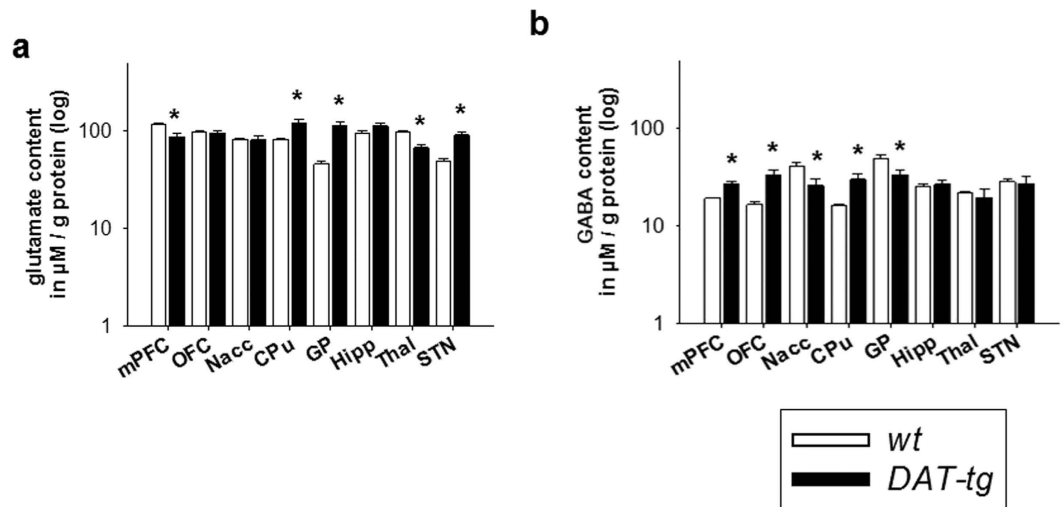 a
glutamate content
in µM / g protein (log)
100
10
1
* * * * *
mPFC OFC Nacc CPu GP Hipp Thal STN
b
GABA content
in µM / g protein (log)
100
10
1
* * * * *
mPFC OFC Nacc CPu GP Hipp Thal STN
wt
DAT-tg